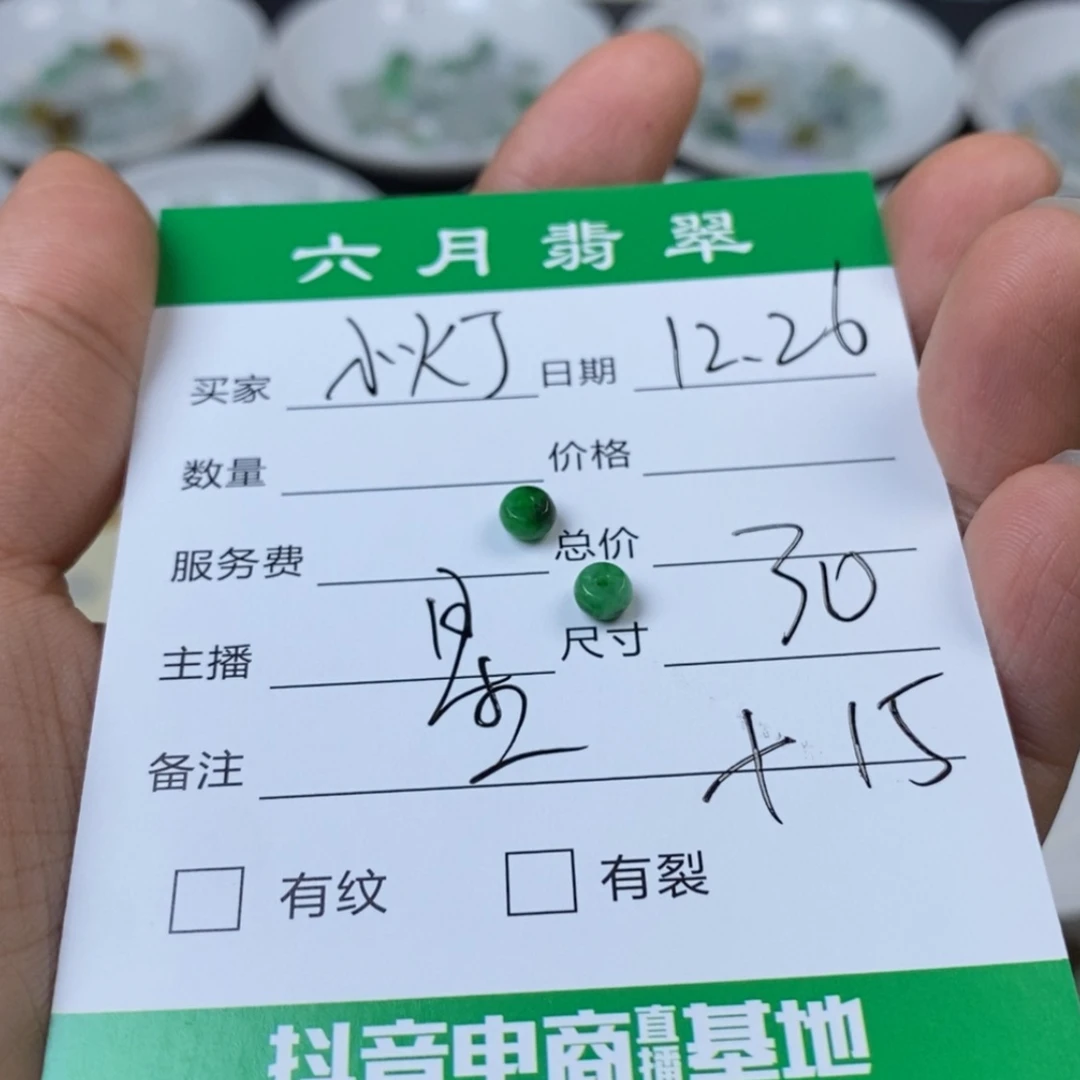 六月翡翠
买家 小灯 日期 12.26
数量 价格
服务费 总价 30
主播 尺寸
备注 +15
有纹 有裂
抖音电商直播基地